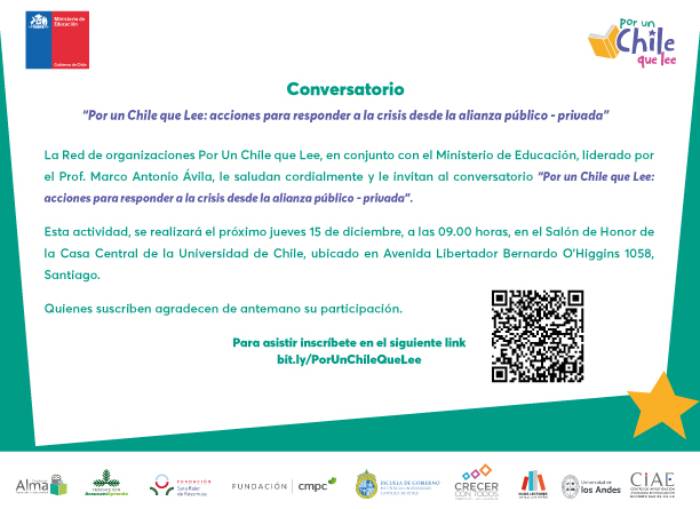 Ministerio de
Educación
Gobierno de Chile
por un
Chile
que lee
Conversatorio
"Por un Chile que Lee: acciones para responder a la crisis desde la alianza público - privada"
La Red de organizaciones Por Un Chile que Lee, en conjunto con el Ministerio de Educación, liderado por
el Prof. Marco Antonio Ávila, le saludan cordialmente y le invitan al conversatorio "Por un Chile que Lee:
acciones para responder a la crisis desde la alianza público - privada".
Esta actividad, se realizará el próximo jueves 15 de diciembre, a las 09.00 horas, en el Salón de Honor de
la Casa Central de la Universidad de Chile, ubicado en Avenida Libertador Bernardo O'Higgins 1058,
Santiago.
Quienes suscriben agradecen de antemano su participación.
Para asistir inscríbete en el siguiente link
bit.ly/PorUnChileQueLee
Alma
FUNDACIÓN
FUNDACIÓN cmpc
ESCUELA DE GOBIERNO
CRECER
CON TODOS
Universidad de
los Andes
CIAE